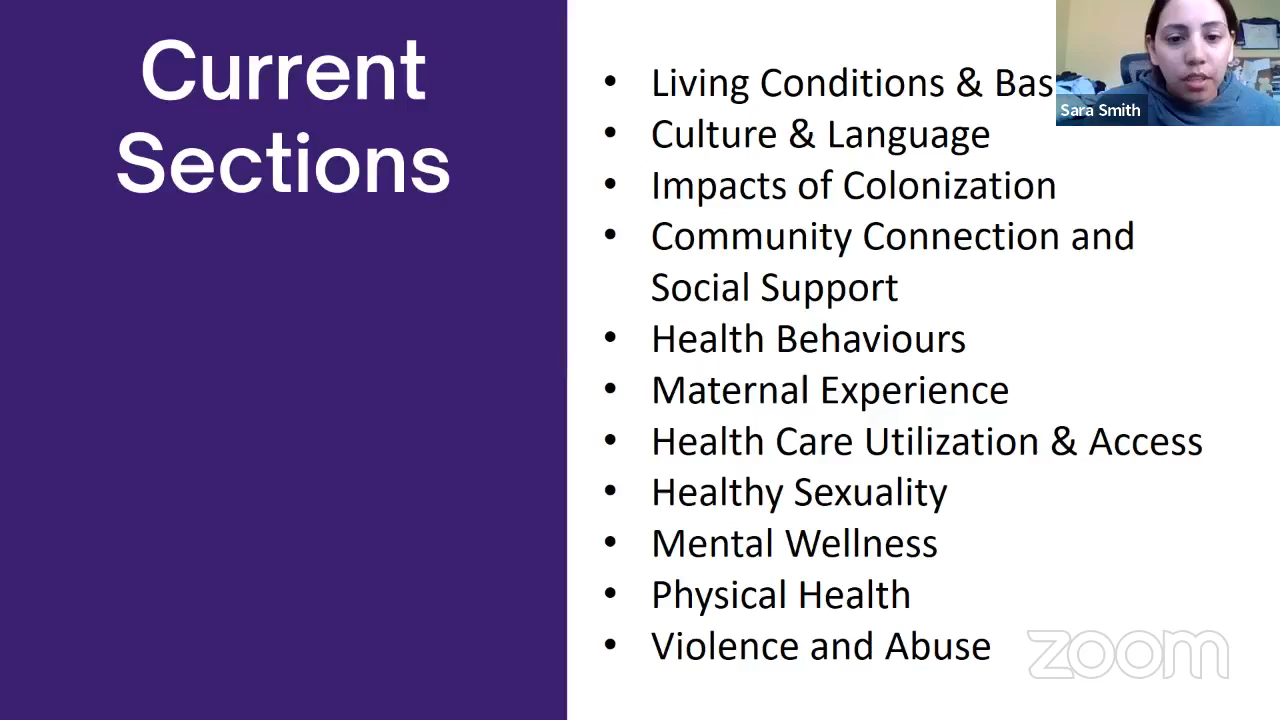 Current
Sections
• Living Conditions & Bas
• Culture & Language
• Impacts of Colonization
• Community Connection and
Social Support
• Health Behaviours
• Maternal Experience
• Health Care Utilization & Access
• Healthy Sexuality
• Mental Wellness
• Physical Health
• Violence and Abuse
Sara Smith
zoom